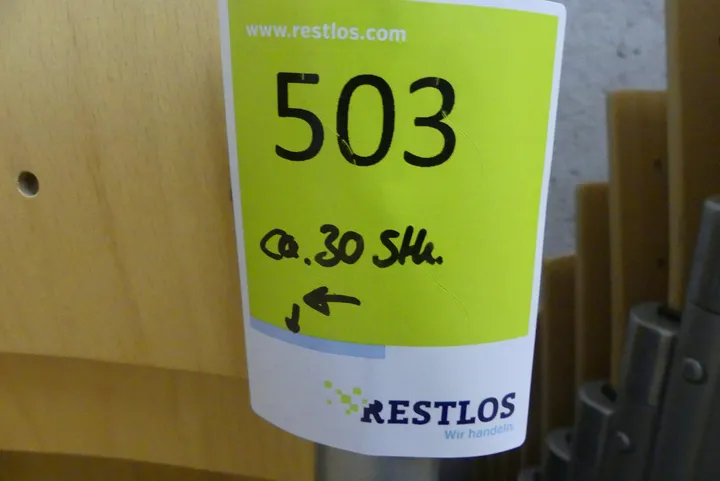 www.restlos.com
503
ca. 30 Stk.
RESTLOS
Wir handeln.